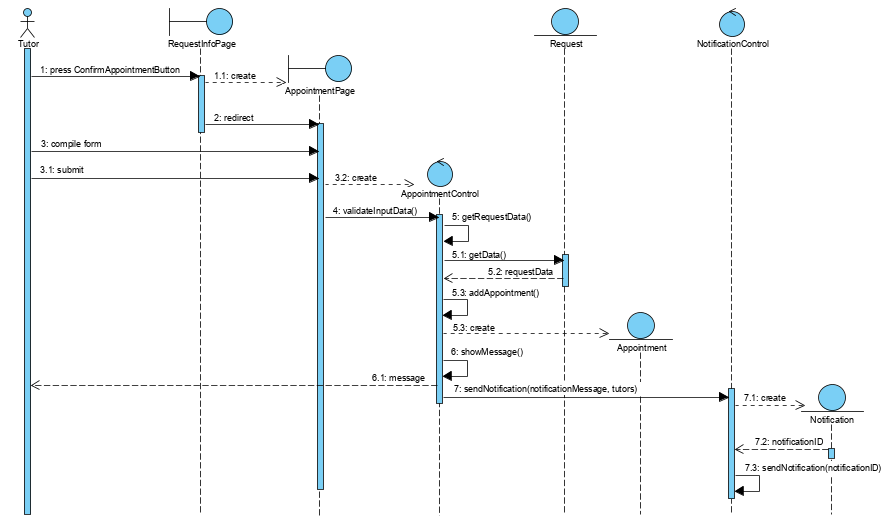 Tutor
RequestInfoPage
Request
NotificationControl
1: press ConfirmAppointmentButton
1.1: create
AppointmentPage
2: redirect
3: compile form
3.1: submit
3.2: create
AppointmentControl
4: validateInputData()
5: getRequestData()
5.1: getData()
5.2: requestData
5.3: addAppointment()
5.3: create
Appointment
6: showMessage()
6.1: message
7: sendNotification(notificationMessage, tutors)
7.1: create
Notification
7.2: notificationID
7.3: sendNotification(notificationID)